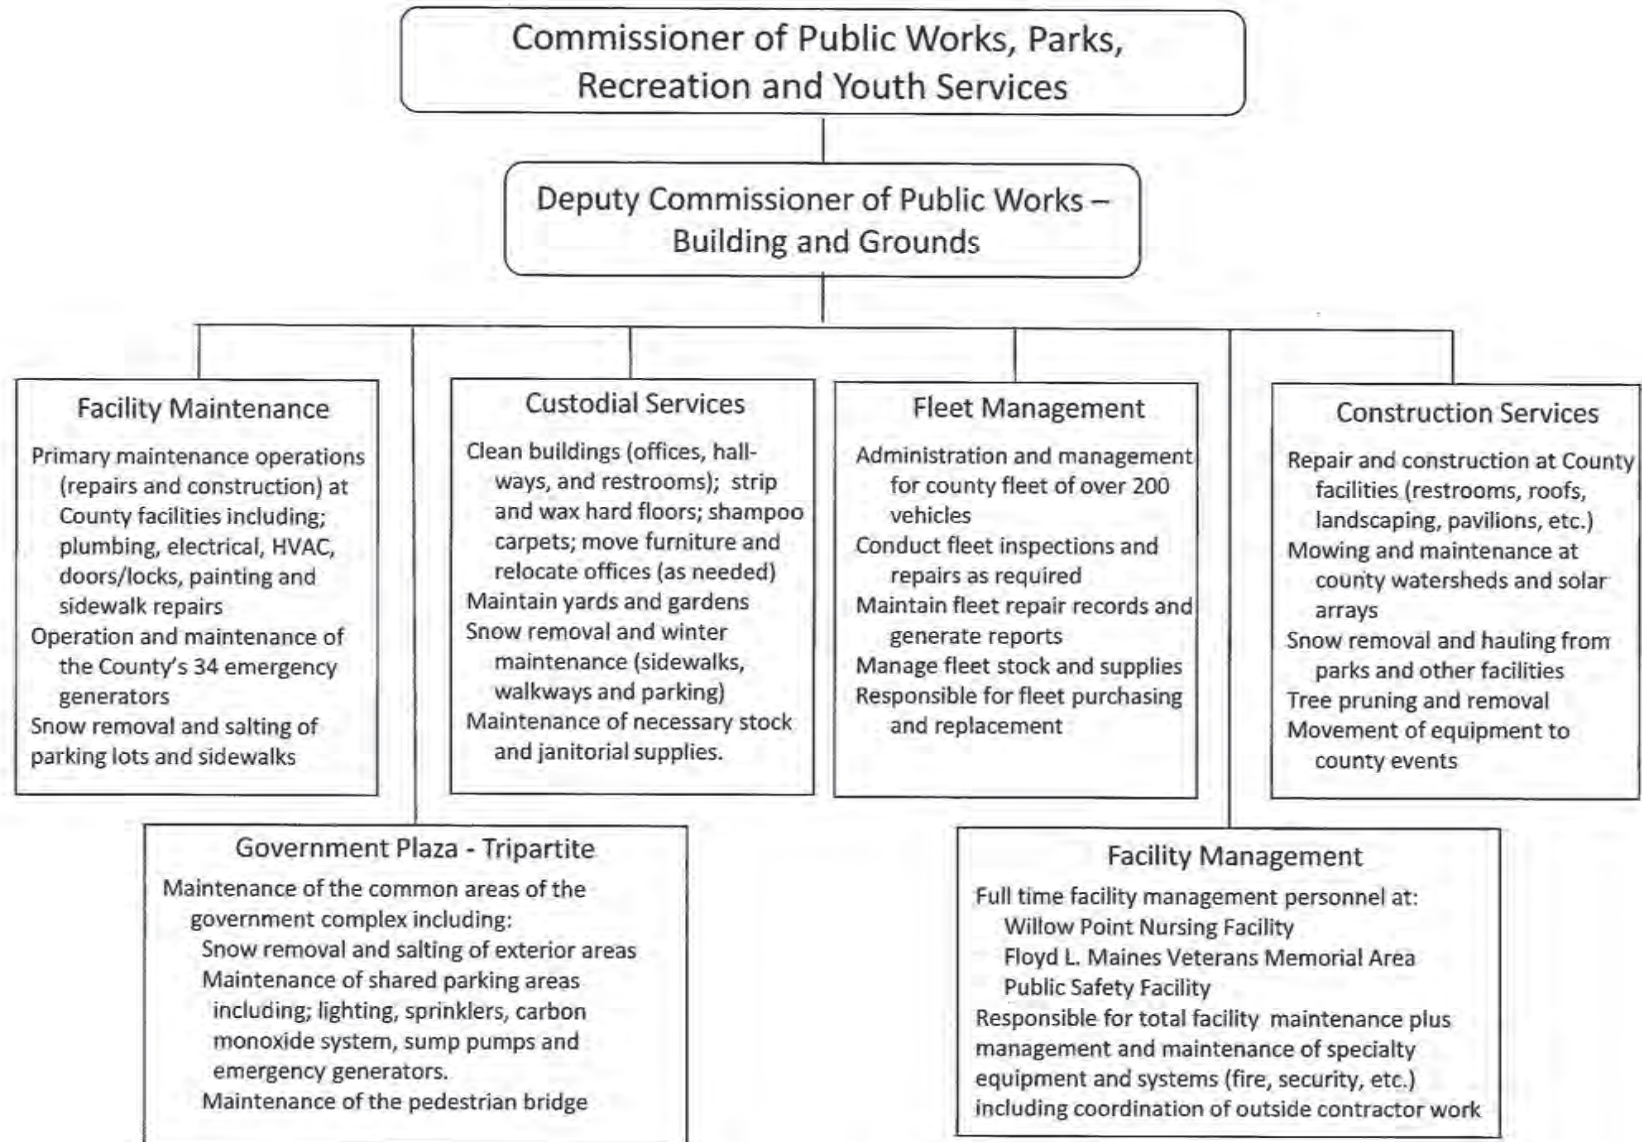 Commissioner of Public Works, Parks,
Recreation and Youth Services
Deputy Commissioner of Public Works –
Building and Grounds
Facility Maintenance
Primary maintenance operations
(repairs and construction) at
County facilities including;
plumbing, electrical, HVAC,
doors/locks, painting and
sidewalk repairs
Operation and maintenance of
the County's 34 emergency
generators
Snow removal and salting of
parking lots and sidewalks
Custodial Services
Clean buildings (offices, hall-
ways, and restrooms); strip
and wax hard floors; shampoo
carpets; move furniture and
relocate offices (as needed)
Maintain yards and gardens
Snow removal and winter
maintenance (sidewalks,
walkways and parking)
Maintenance of necessary stock
and janitorial supplies.
Fleet Management
Administration and management
for county fleet of over 200
vehicles
Conduct fleet inspections and
repairs as required
Maintain fleet repair records and
generate reports
Manage fleet stock and supplies
Responsible for fleet purchasing
and replacement
Construction Services
Repair and construction at County
facilities (restrooms, roofs,
landscaping, pavilions, etc.)
Mowing and maintenance at
county watersheds and solar
arrays
Snow removal and hauling from
parks and other facilities
Tree pruning and removal
Movement of equipment to
county events
Government Plaza - Tripartite
Maintenance of the common areas of the
government complex including:
Snow removal and salting of exterior areas
Maintenance of shared parking areas
including; lighting, sprinklers, carbon
monoxide system, sump pumps and
emergency generators.
Maintenance of the pedestrian bridge
Facility Management
Full time facility management personnel at:
Willow Point Nursing Facility
Floyd L. Maines Veterans Memorial Area
Public Safety Facility
Responsible for total facility maintenance plus
management and maintenance of specialty
equipment and systems (fire, security, etc.)
including coordination of outside contractor work